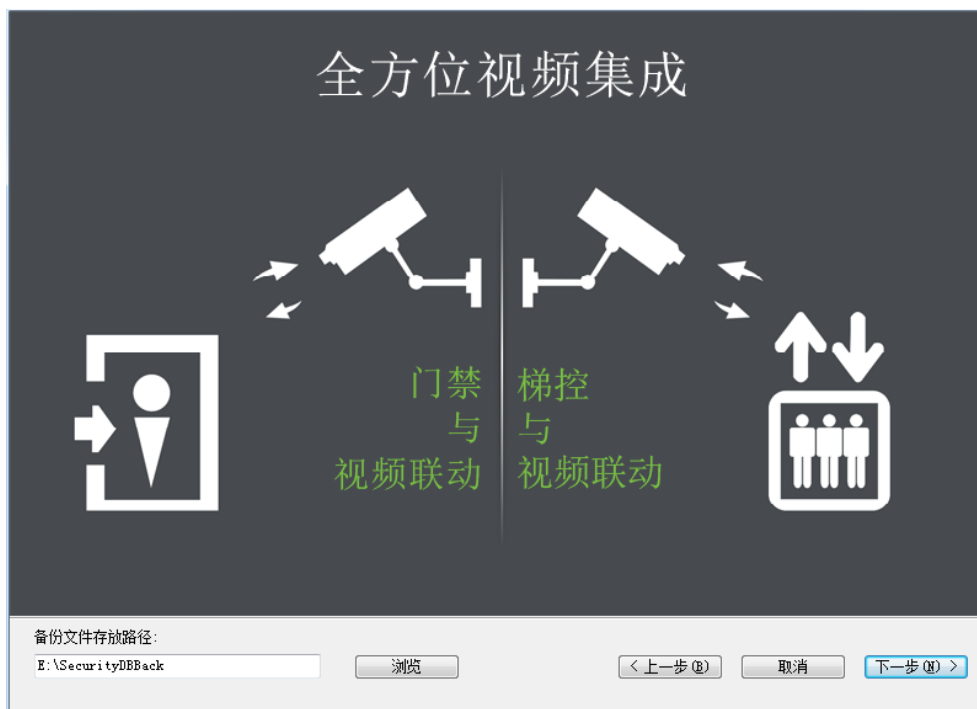 全方位视频集成
门禁
与
视频联动
梯控
与
视频联动
备份文件存放路径:
E:\SecurityDBBack
浏览
< 上一步(B)
取消
下一步(N) >